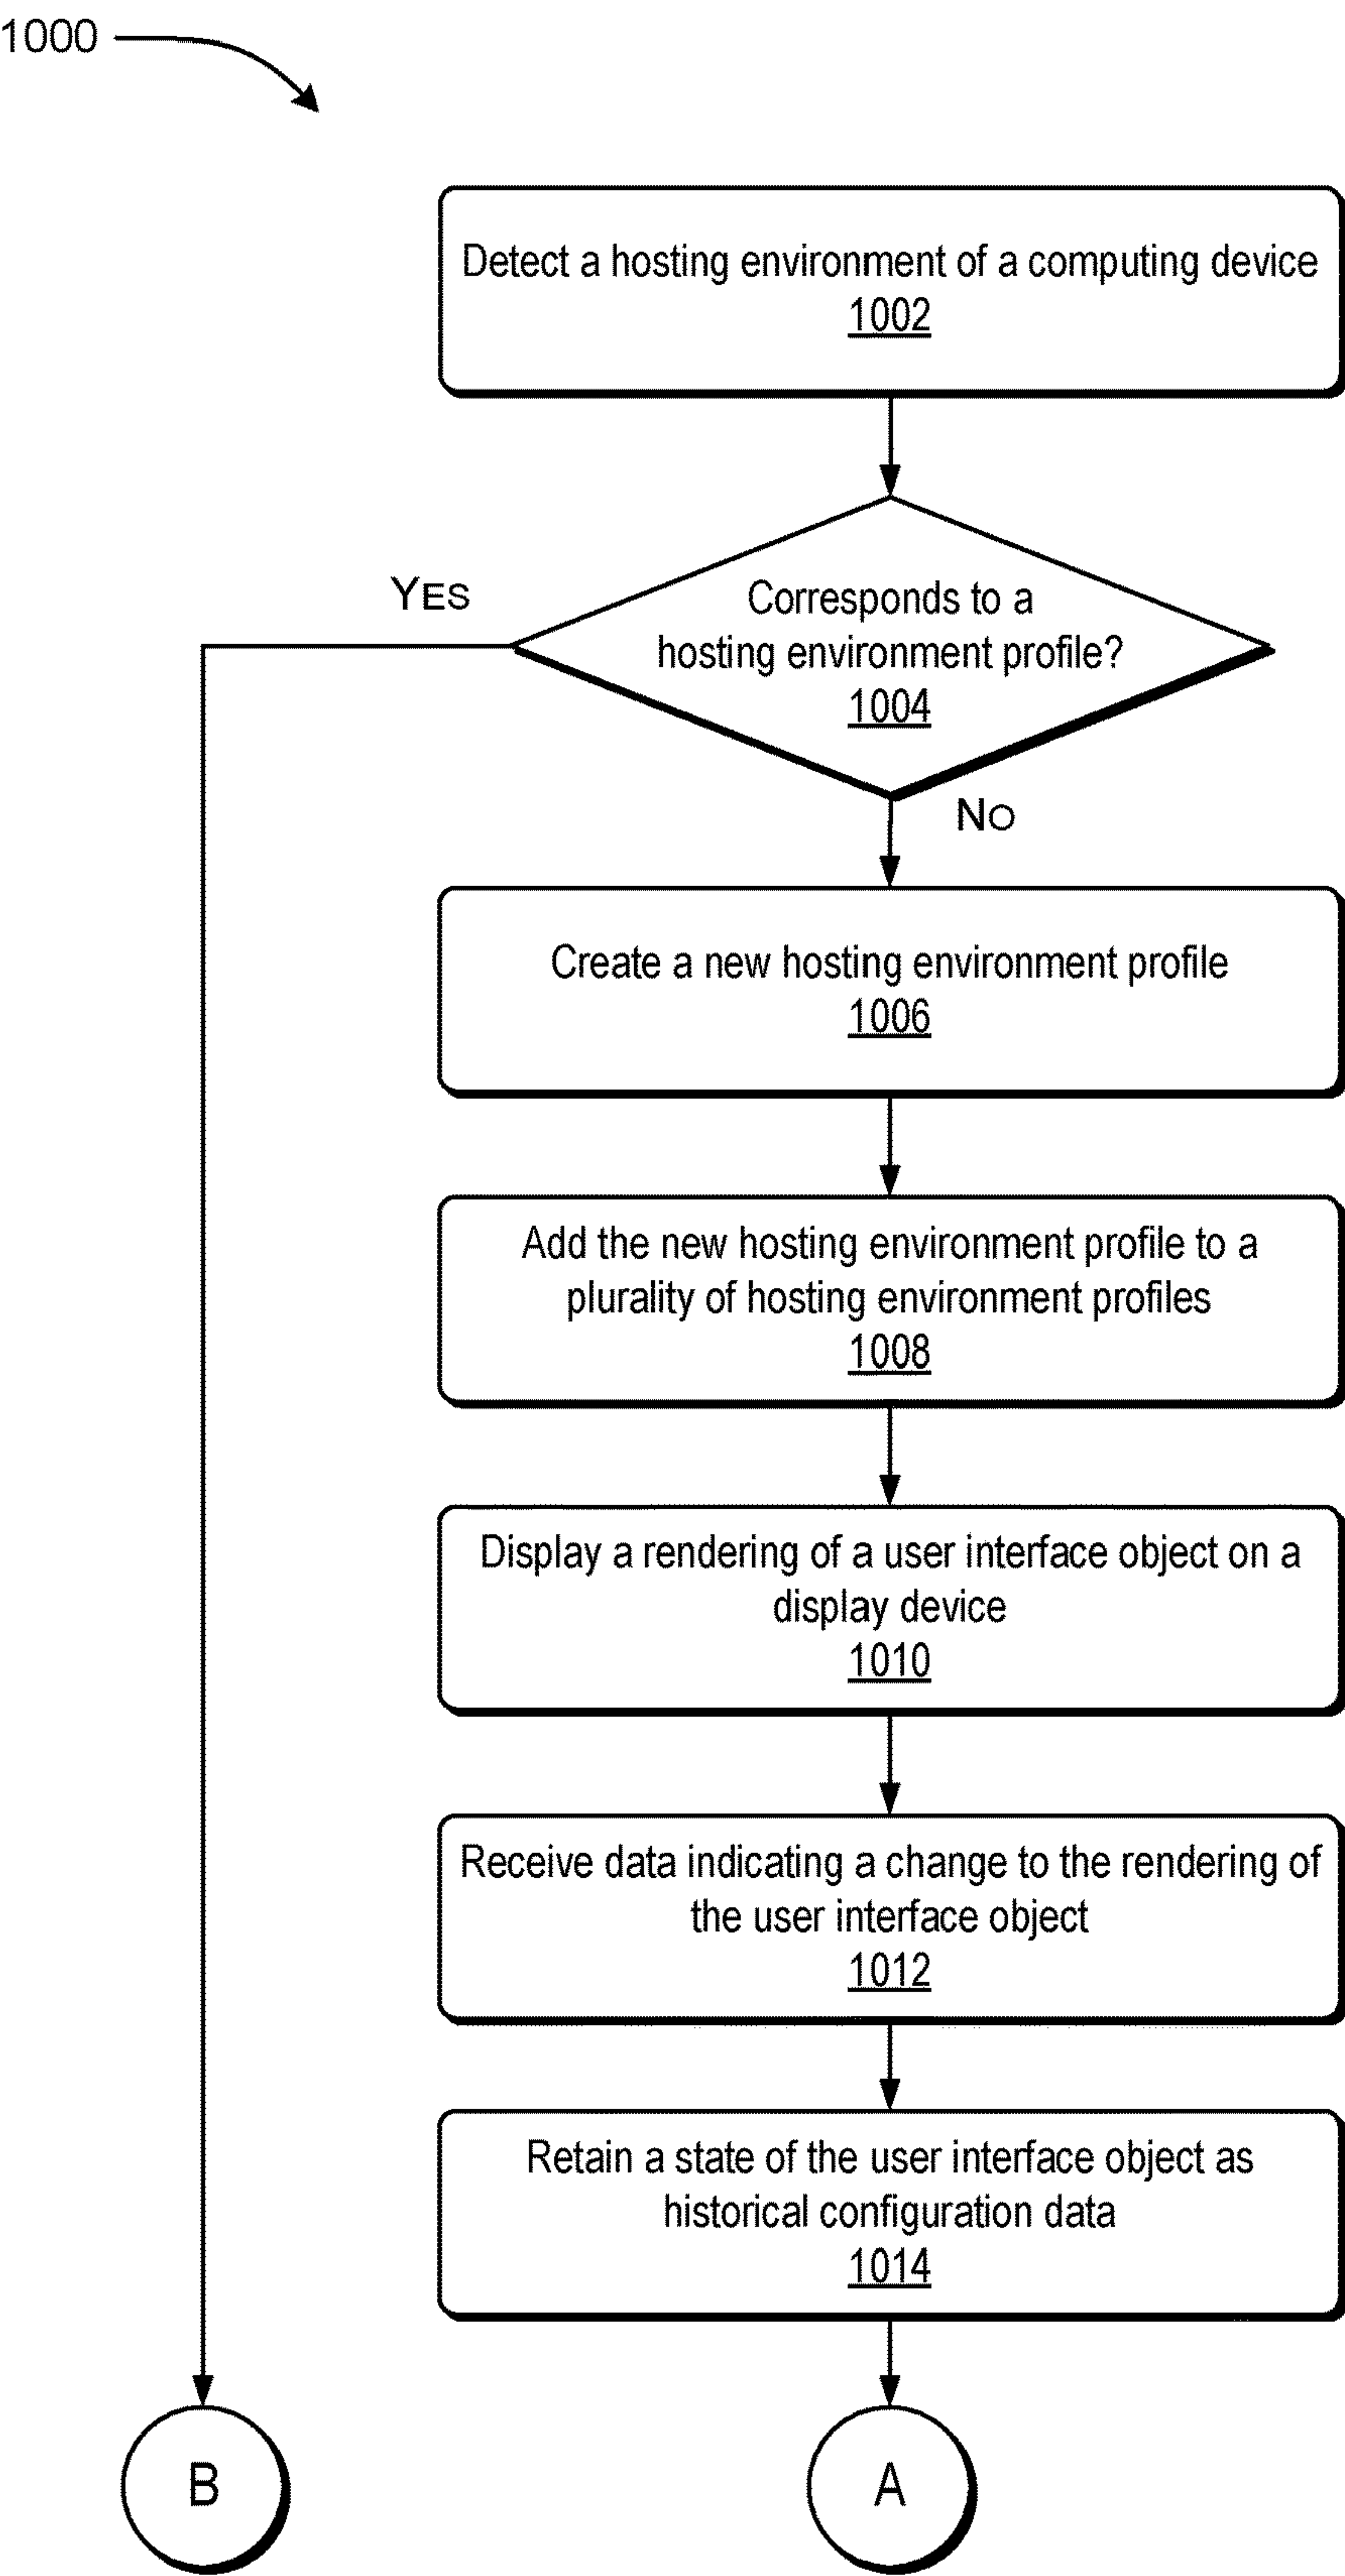 1000
Detect a hosting environment of a computing device
1002
Corresponds to a
hosting environment profile?
1004
YES
NO
Create a new hosting environment profile
1006
Add the new hosting environment profile to a
plurality of hosting environment profiles
1008
Display a rendering of a user interface object on a
display device
1010
Receive data indicating a change to the rendering of
the user interface object
1012
Retain a state of the user interface object as
historical configuration data
1014
B
A